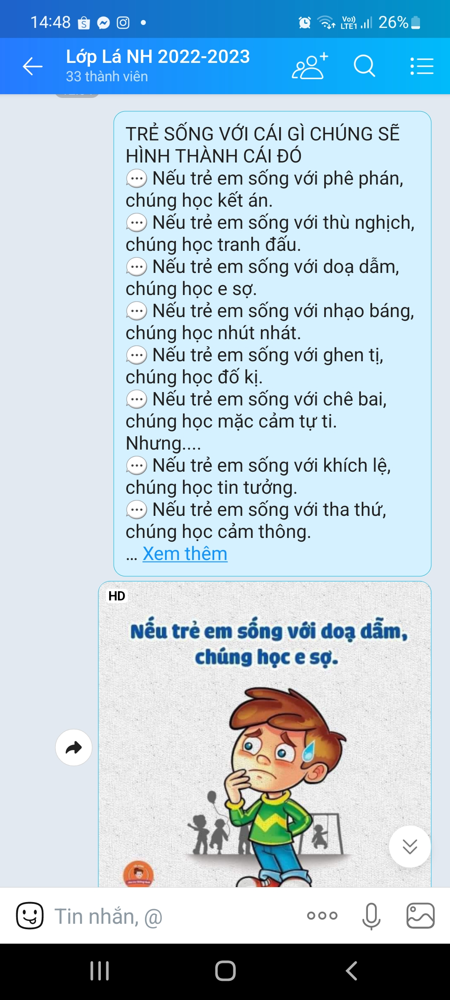 14:48
Vo))
LTE1
26%
Lớp Lá NH 2022-2023
33 thành viên
TRẺ SỐNG VỚI CÁI GÌ CHÚNG SẼ
HÌNH THÀNH CÁI ĐÓ
Nếu trẻ em sống với phê phán,
chúng học kết án.
Nếu trẻ em sống với thù nghịch,
chúng học tranh đấu.
Nếu trẻ em sống với doạ dẫm,
chúng học e sợ.
Nếu trẻ em sống với nhạo báng,
chúng học nhút nhát.
Nếu trẻ em sống với ghen tị,
chúng học đố kị.
Nếu trẻ em sống với chê bai,
chúng học mặc cảm tự ti.
Nhưng....
Nếu trẻ em sống với khích lệ,
chúng học tin tưởng.
Nếu trẻ em sống với tha thứ,
chúng học cảm thông.
... Xem thêm
HD
Nếu trẻ em sống với doạ dẫm,
chúng học e sợ.
Tin nhắn, @